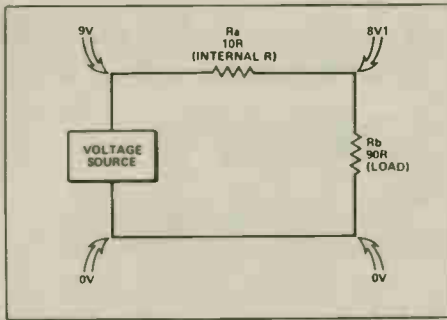 9V
Ra
10R
(INTERNAL R)
8V1
VOLTAGE
SOURCE
Rb
90R
(LOAD)
0V
0V